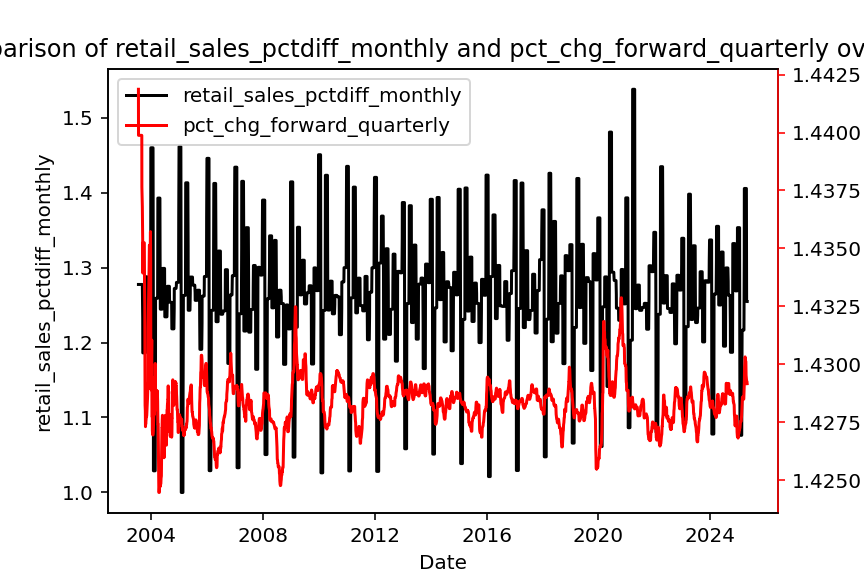 parison of retail_sales_pctdiff_monthly and pct_chg_forward_quarterly ov
retail_sales_pctdiff_monthly
pct_chg_forward_quarterly
1.5
1.4
1.3
1.2
1.1
1.0
retail_sales_pctdiff_monthly
1.4425
1.4400
1.4375
1.4350
1.4325
1.4300
1.4275
1.4250
2004 2008 2012 2016 2020 2024
Date